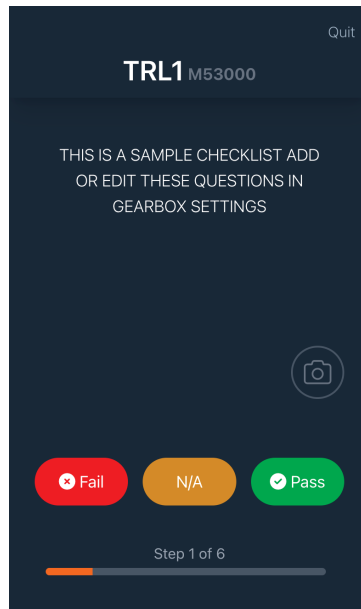 Quit
TRL1 M53000
THIS IS A SAMPLE CHECKLIST ADD
OR EDIT THESE QUESTIONS IN
GEARBOX SETTINGS
Fail
N/A
Pass
Step 1 of 6